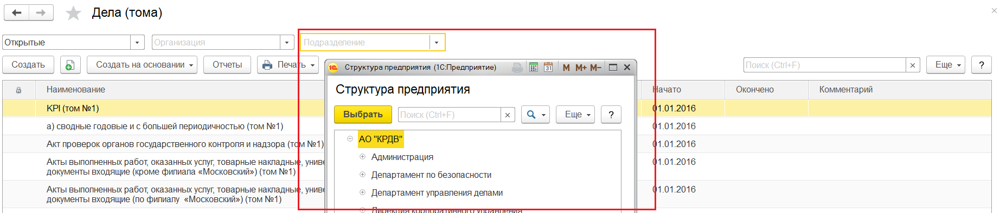 Дела (тома)
Открытые
Организация
Подразделение
Создать
Создать на основании
Отчеты
Печать
Поиск (Ctrl+F)
Еще
?
Наименование
Начато
Окончено
Комментарий
KPI (том №1)
01.01.2016
а) сводные годовые и с большей периодичностью (том №1)
01.01.2016
Акт проверок органов государственного контроля и надзора (том №1)
01.01.2016
Акты выполненных работ, оказанных услуг, товарные накладные, униве
документы входящие (кроме филиала «Московский») (том №1)
01.01.2016
Акты выполненных работ, оказанных услуг, товарные накладные, униве
документы входящие (по филиалу «Московский») (том №1)
01.01.2016
Структура предприятия (1С:Предприятие)
31
M M+ M-
Структура предприятия
Выбрать
Поиск (Ctrl+F)
Еще
?
АО "КРДВ"
Администрация
Департамент по безопасности
Департамент управления делами
Дирекция корпоративного управления